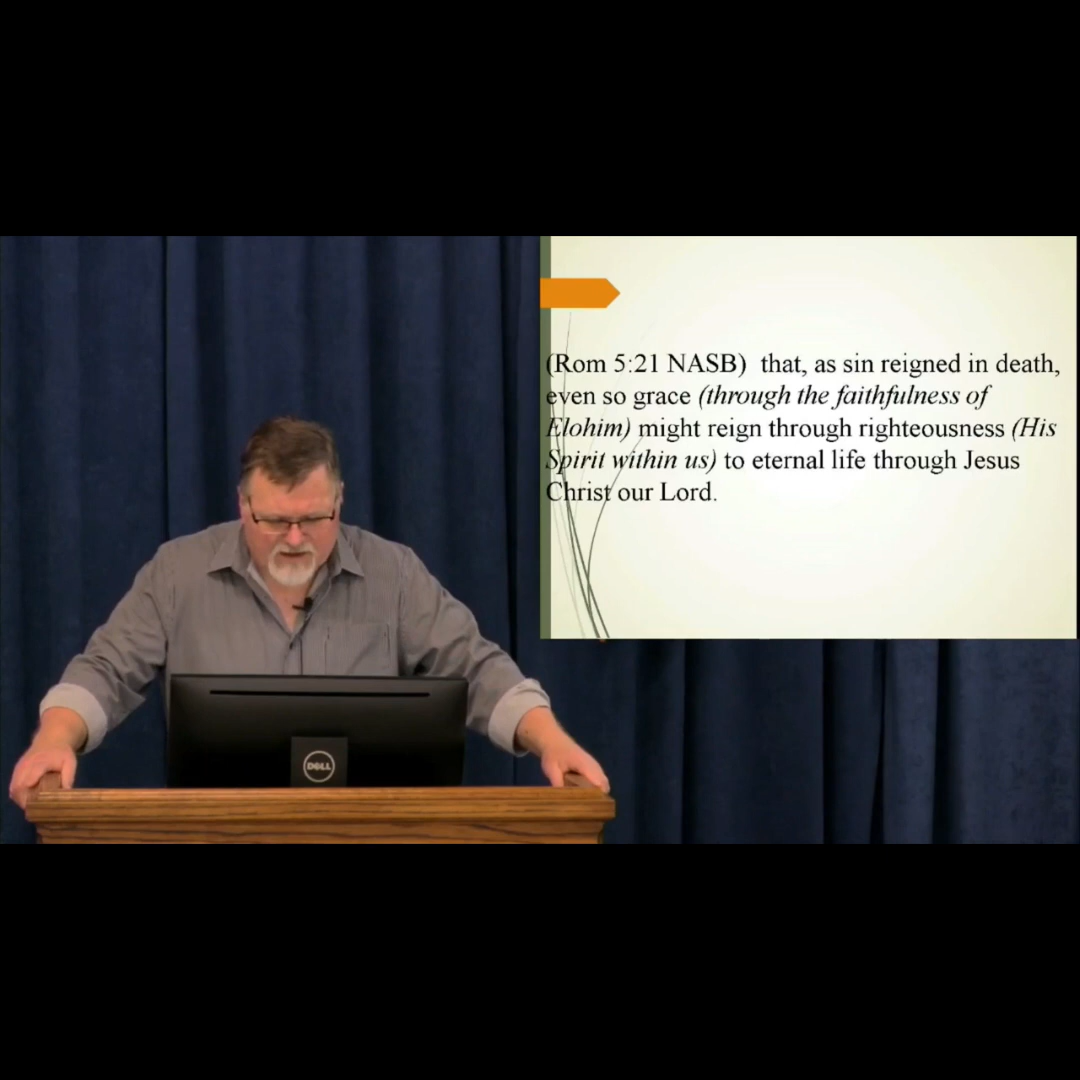 (Rom 5:21 NASB) that, as sin reigned in death,
even so grace (through the faithfulness of
Elohim) might reign through righteousness (His
Spirit within us) to eternal life through Jesus
Christ our Lord.
DELL